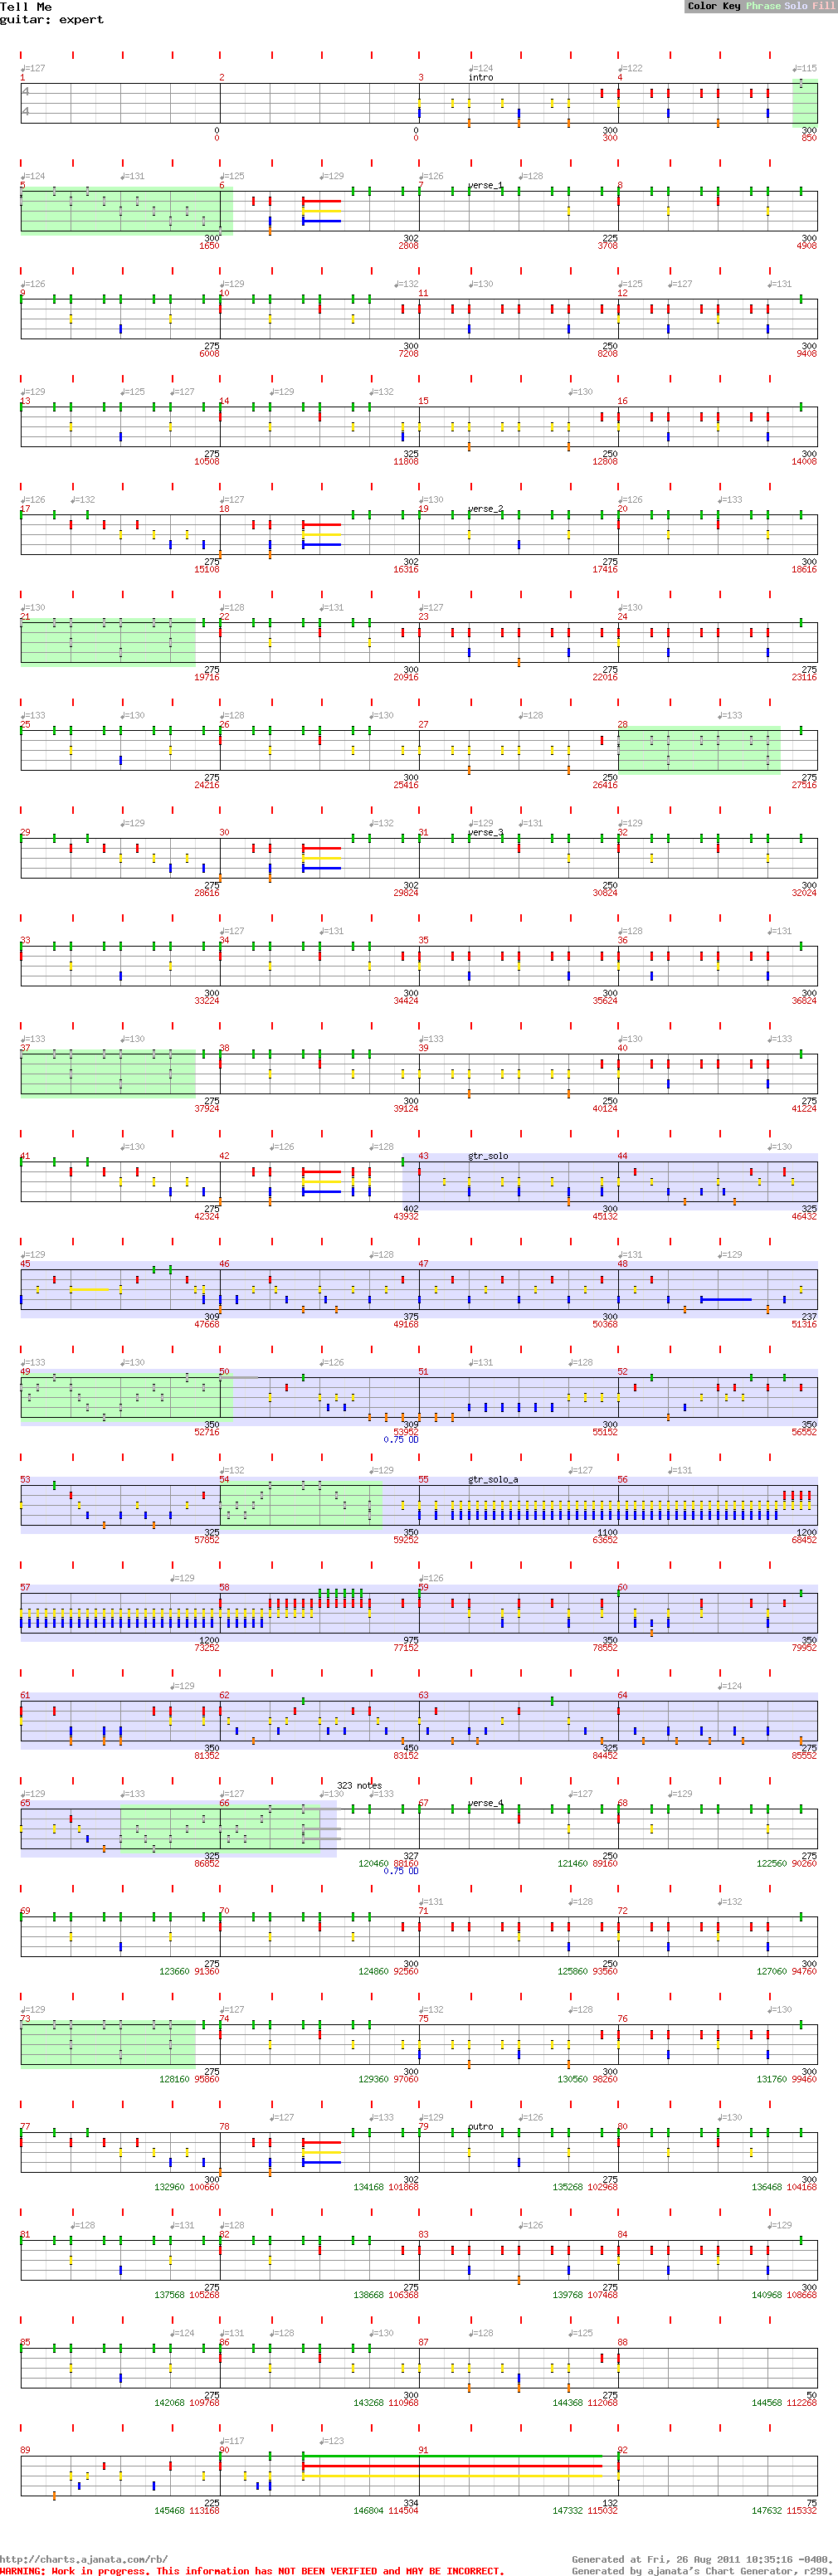 Tell Me
guitar: expert
Color Key Phrase Solo Fill
♩=127 ♩=124 ♩=122 ♩=115
1 2 3 intro 4
4
4
0 0 300 300
0 0 300 850
♩=124 ♩=131 ♩=125 ♩=129 ♩=126 ♩=128
5 6 7 verse_1 8
300 302 225 300
1650 2808 3708 4908
♩=126 ♩=129 ♩=132 ♩=130 ♩=125 ♩=127 ♩=131
9 10 11 12
275 300 250 300
6008 7208 8208 9408
♩=129 ♩=125 ♩=127 ♩=129 ♩=132 ♩=130
13 14 15 16
275 325 250 300
10508 11808 12808 14008
♩=126 ♩=132 ♩=127 ♩=130 ♩=126 ♩=133
17 18 19 verse_2 20
275 302 275 300
15108 16316 17416 18616
♩=130 ♩=128 ♩=131 ♩=127 ♩=130
21 22 23 24
275 300 275 275
19716 20916 22016 23116
♩=133 ♩=130 ♩=128 ♩=130 ♩=128 ♩=133
25 26 27 28
275 300 250 275
24216 25416 26416 27516
♩=129 ♩=132 ♩=129 ♩=131 ♩=129
29 30 31 verse_3 32
275 302 250 300
28616 29824 30824 32024
♩=127 ♩=131 ♩=128 ♩=131
33 34 35 36
300 300 300 300
33224 34424 35624 36824
♩=133 ♩=130 ♩=133 ♩=130 ♩=133
37 38 39 40
275 300 250 275
37924 39124 40124 41224
♩=130 ♩=126 ♩=128 ♩=130
41 42 43 gtr_solo 44
275 402 300 325
42324 43932 45132 46432
♩=129 ♩=128 ♩=131 ♩=129
45 46 47 48
309 375 300 237
47668 49168 50368 51316
♩=133 ♩=130 ♩=126 ♩=131 ♩=128
49 50 51 52
350 309 300 350
52716 53952 55152 56552
0.75 OD
♩=132 ♩=129 ♩=127 ♩=131
53 54 55 gtr_solo_a 56
325 350 1100 1200
57852 59252 63652 68452
♩=129 ♩=126
57 58 59 60
1200 975 350 350
73252 77152 78552 79952
♩=129 ♩=124
61 62 63 64
350 450 325 275
81352 83152 84452 85552
323 notes
♩=129 ♩=133 ♩=127 ♩=130 ♩=133 ♩=127 ♩=129
65 66 67 verse_4 68
325 327 250 275
86852 120460 88160 121460 89160 122560 90260
0.75 OD
♩=131 ♩=128 ♩=132
69 70 71 72
275 300 250 300
123660 91360 124860 92560 125860 93560 127060 94760
♩=129 ♩=127 ♩=132 ♩=128 ♩=130
73 74 75 76
275 300 300 300
128160 95860 129360 97060 130560 98260 131760 99460
♩=127 ♩=133 ♩=129 ♩=126 ♩=130
77 78 79 outro 80
300 302 275 300
132960 100660 134168 101868 135268 102968 136468 104168
♩=128 ♩=131 ♩=128 ♩=126 ♩=129
81 82 83 84
275 275 275 300
137568 105268 138668 106368 139768 107468 140968 108668
♩=124 ♩=131 ♩=128 ♩=130 ♩=128 ♩=125
85 86 87 88
275 300 275 50
142068 109768 143268 110968 144368 112068 144568 112268
♩=117 ♩=123
89 90 91 92
225 334 132 75
145468 113168 146804 114504 147332 115032 147632 115332
http://charts.ajanata.com/rb/ Generated at Fri, 26 Aug 2011 10:35:16 -0400.
WARNING: Work in progress. This information has NOT BEEN VERIFIED and MAY BE INCORRECT. Generated by ajanata's Chart Generator, r299.